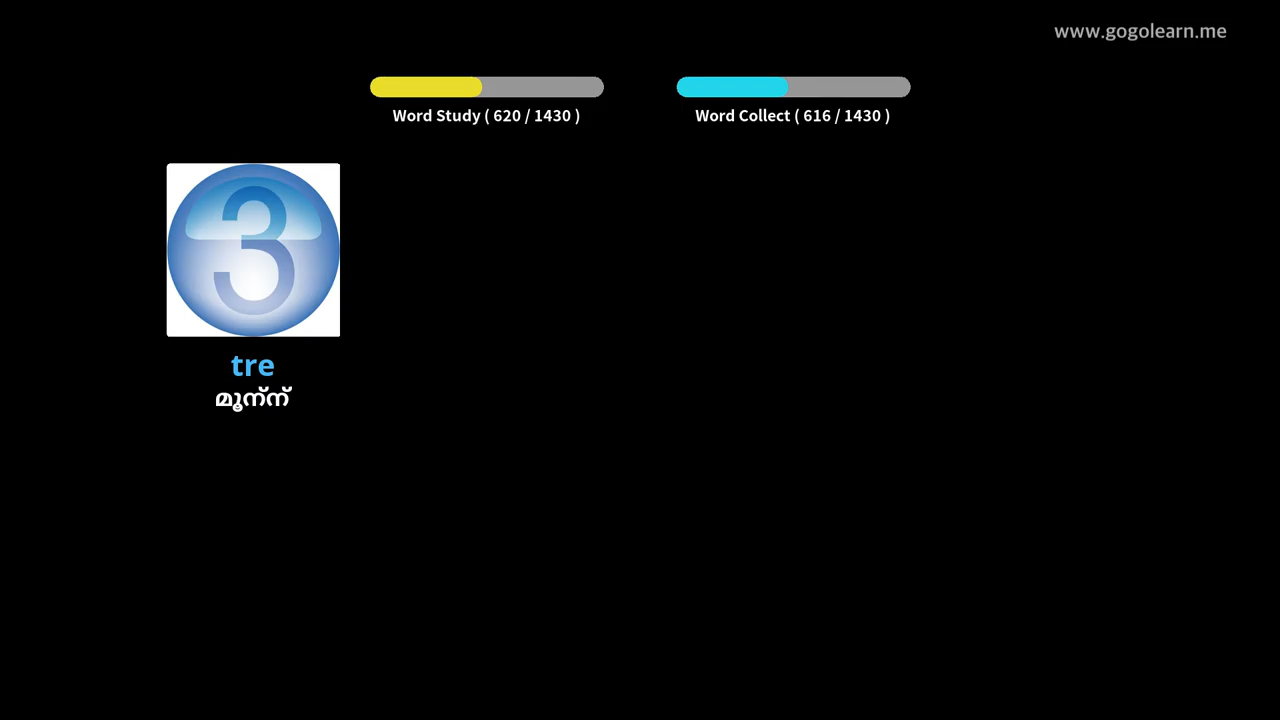 www.gogolearn.me
Word Study ( 620 / 1430 )
Word Collect ( 616 / 1430 )
3
tre
മൂന്ന്